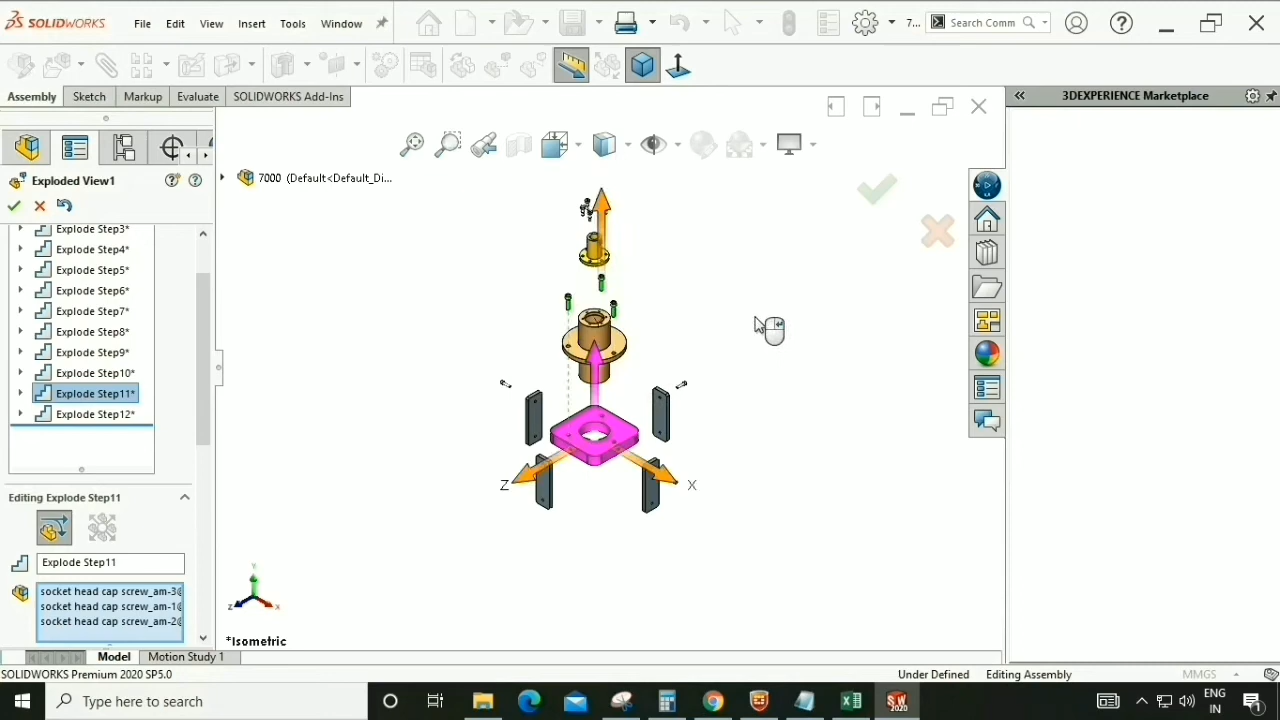 SOLIDWORKS File Edit View Insert Tools Window 7... Search Comm
Assembly Sketch Markup Evaluate SOLIDWORKS Add-Ins
3DEXPERIENCE Marketplace
Exploded View1
7000 (Default<Default_Di...
Explode Step3*
Explode Step4*
Explode Step5*
Explode Step6*
Explode Step7*
Explode Step8*
Explode Step9*
Explode Step10*
Explode Step11*
Explode Step12*
Z X
Editing Explode Step11
Explode Step11
socket head cap screw_am-3@
socket head cap screw_am-1@
socket head cap screw_am-2@
Y
Z X
*Isometric
Model Motion Study 1
SOLIDWORKS Premium 2020 SP5.0 Under Defined Editing Assembly MMGS
Type here to search
ENG
IN
1
2020